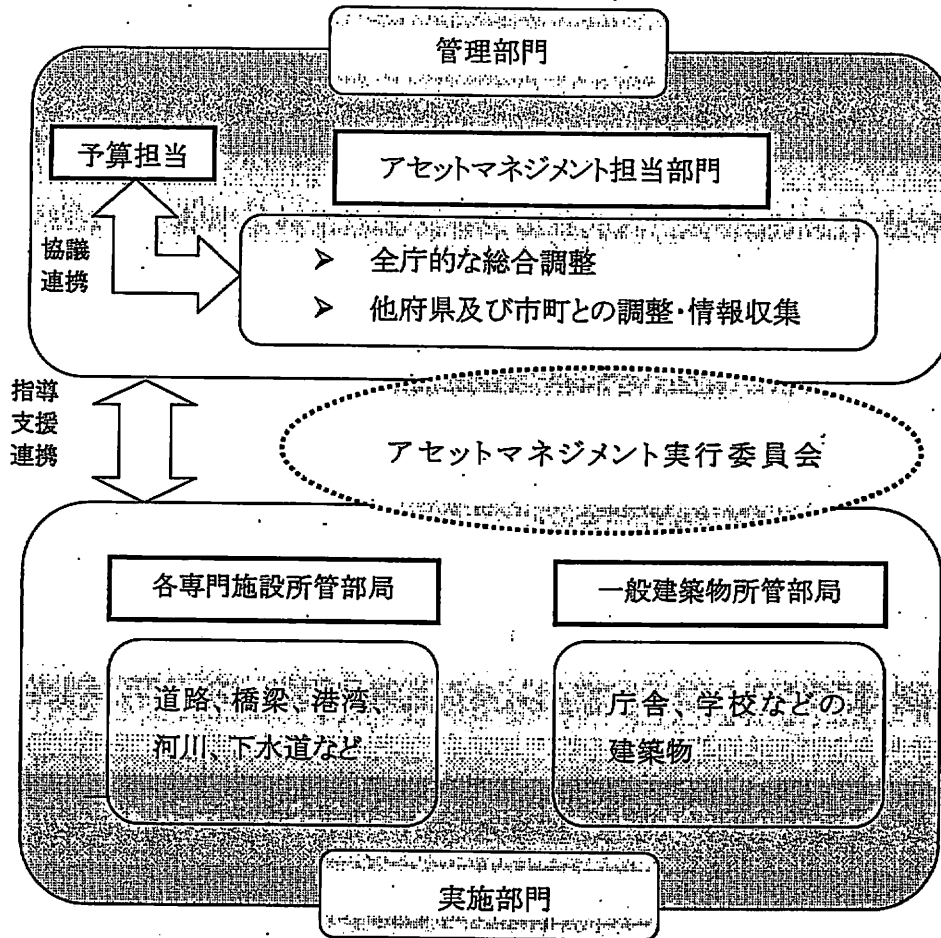 管理部門
予算担当
アセットマネジメント担当部門
協議
連携
➢ 全庁的な総合調整
➢ 他府県及び市町との調整・情報収集
指導
支援
連携
アセットマネジメント実行委員会
各専門施設所管部局
一般建築物所管部局
道路、橋梁、港湾、
河川、下水道など
庁舎、学校などの
建築物
実施部門